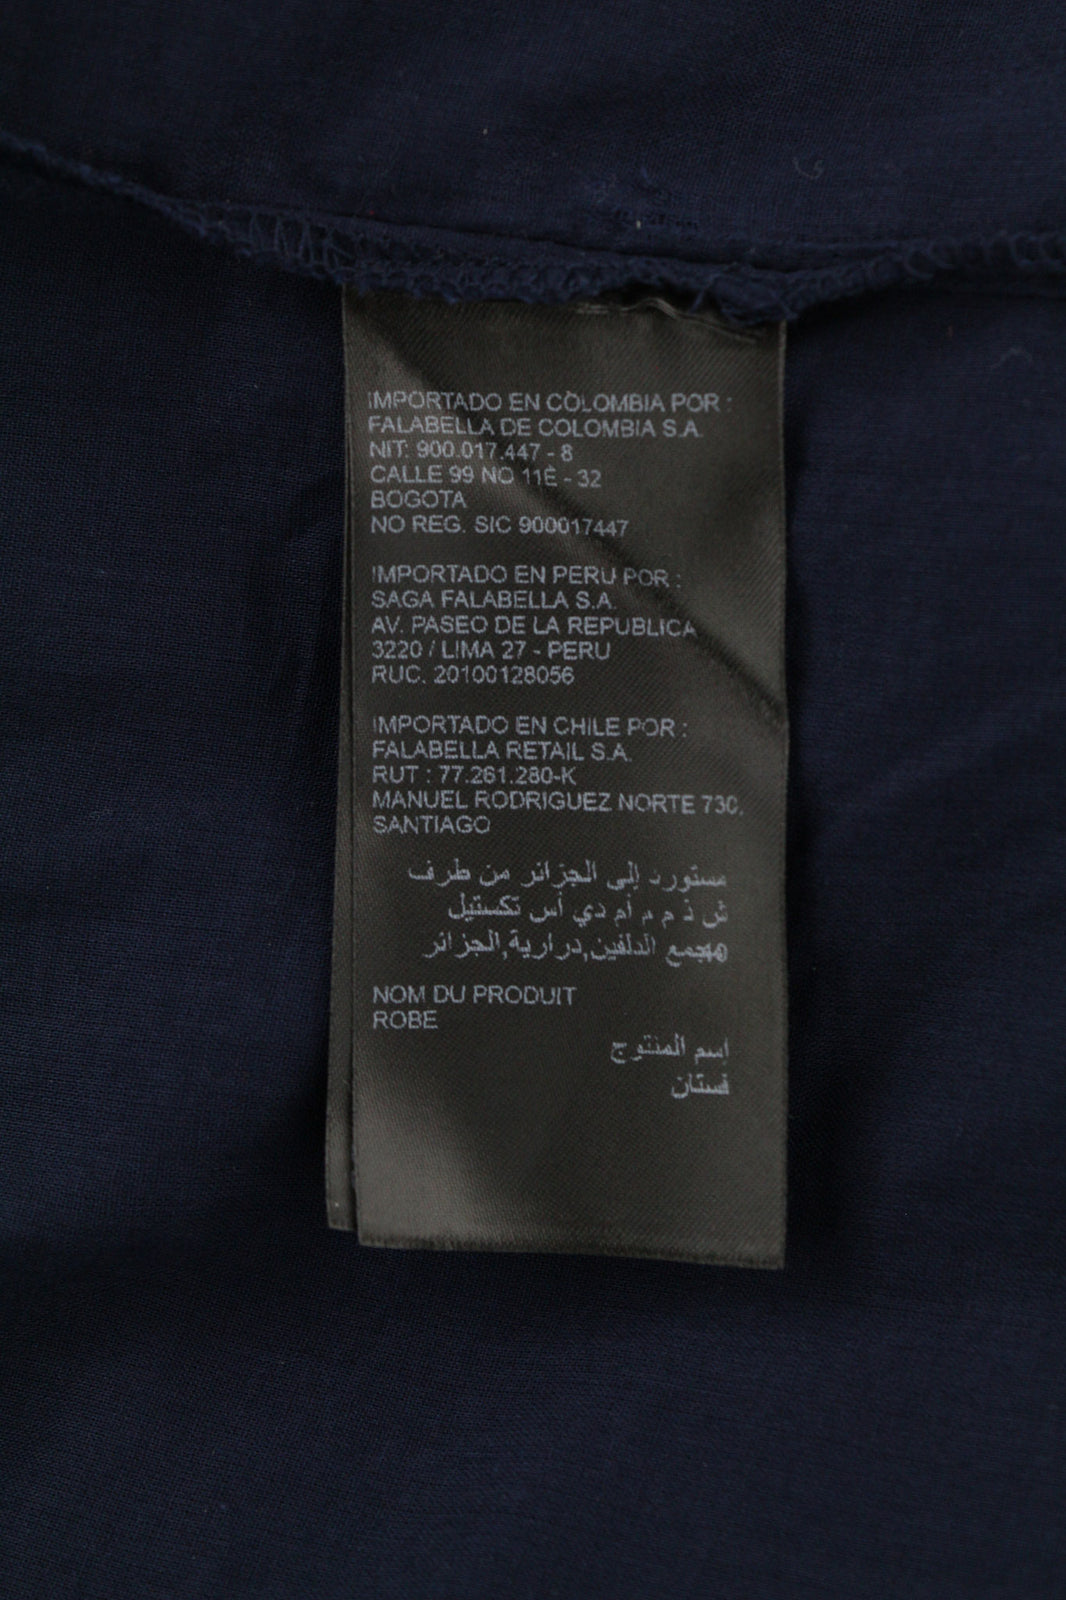 IMPORTADO EN COLOMBIA POR :
FALABELLA DE COLOMBIA S.A.
NIT: 900.017.447 - 8
CALLE 99 NO 11E - 32
BOGOTA
NO REG. SIC 900017447
IMPORTADO EN PERU POR :
SAGA FALABELLA S.A.
AV. PASEO DE LA REPUBLICA
3220 / LIMA 27 - PERU
RUC. 20100128056
IMPORTADO EN CHILE POR :
FALABELLA RETAIL S.A.
RUT : 77.261.280-K
MANUEL RODRIGUEZ NORTE 730.
SANTIAGO
مستورد إلى الجزائر من طرف
ش ذ م م أم دي أس تكستيل
مجمع الدلفين,درارية,الجزائر
NOM DU PRODUIT
ROBE
إسم المنتوج
فستان